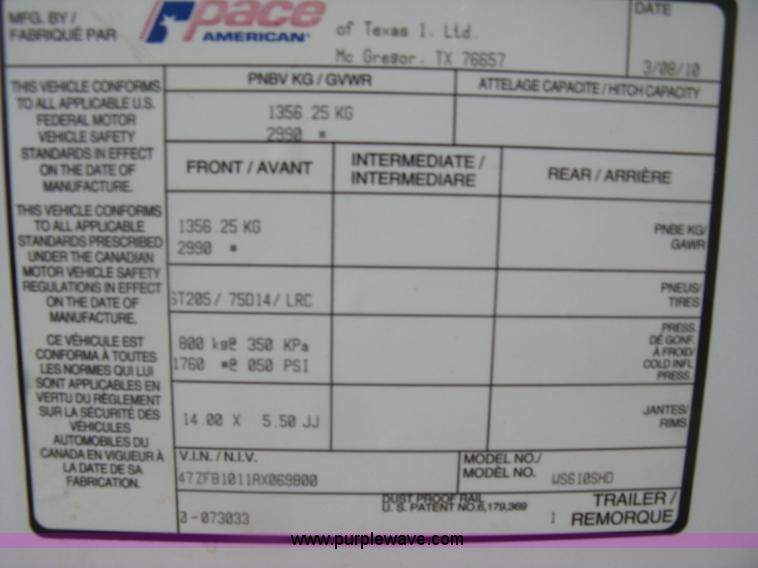 MFG. BY /
FABRIQUÉ PAR
pace
AMERICAN
of Texas 1, Ltd.
Mc Gregor, TX 76657
DATE
3/08/10
THIS VEHICLE CONFORMS
TO ALL APPLICABLE U.S.
FEDERAL MOTOR
VEHICLE SAFETY
STANDARDS IN EFFECT
ON THE DATE OF
MANUFACTURE.
THIS VEHICLE CONFORMS
TO ALL APPLICABLE
STANDARDS PRESCRIBED
UNDER THE CANADIAN
MOTOR VEHICLE SAFETY
REGULATIONS IN EFFECT
ON THE DATE OF
MANUFACTURE.
CE VÉHICULE EST
CONFORMA À TOUTES
LES NORMES QUI LUI
SONT APPLICABLES EN
VERTU DU RÈGLEMENT
SUR LA SÉCURITÉ DES
VÉHICULES
AUTOMOBILES DU
CANADA EN VIGUEUR À
LA DATE DE SA
FABRICATION.
PNBV KG / GVWR
1356.25 KG
2990 #
ATTELAGE CAPACITE / HITCH CAPACITY
FRONT / AVANT
INTERMEDIATE /
INTERMEDIARE
REAR / ARRIÈRE
1356.25 KG
2990 #
PNBE KG/
GAWR
ST205/ 75D14/ LRC
PNEUS/
TIRES
800 kg@ 350 KPa
1760 #@ 050 PSI
PRESS.
DÉ GONF.
À FROID/
COLD INFL.
PRESS.
14.00 X 5.50 JJ
JANTES/
RIMS
V.I.N. / N.I.V.
47ZFB1011AX069800
MODEL NO./
MODÈL NO. WS610SHD
0-073033
DUST PROOF RAIL
U.S. PATENT NO.6,179,369
1
TRAILER /
REMORQUE
www.purplewave.com